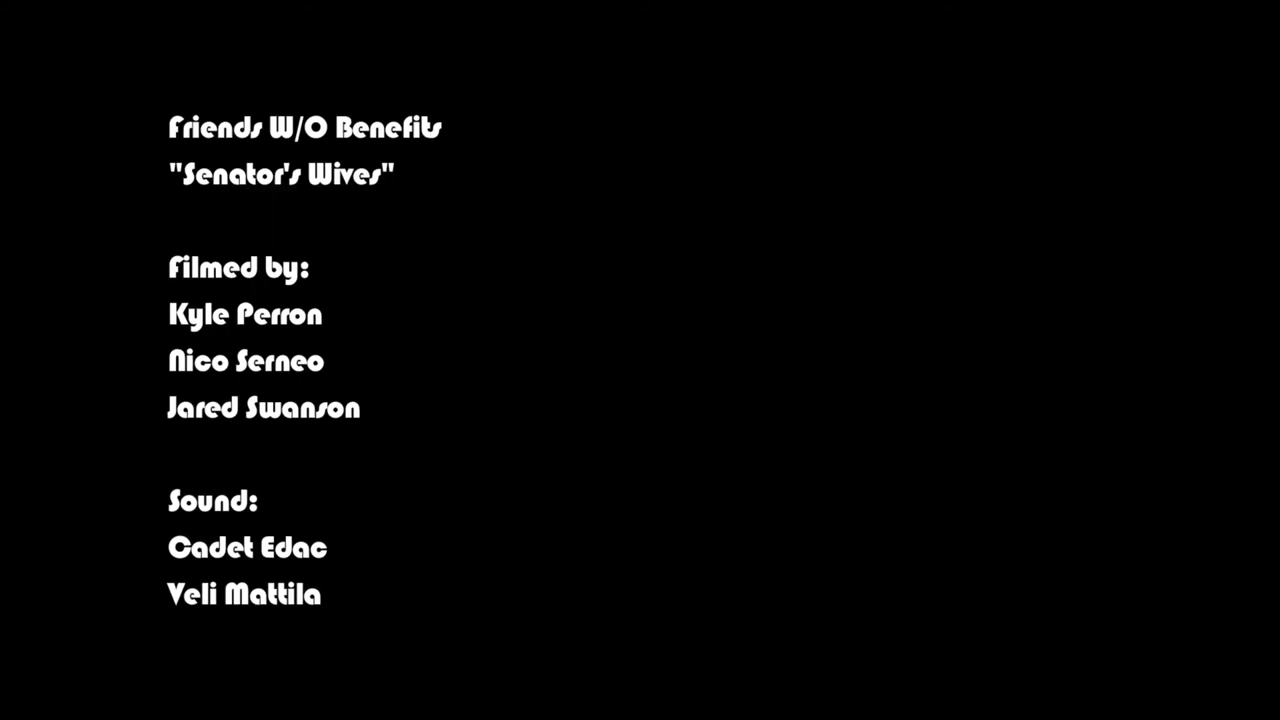 Friends W/O Benefits
"Senator's Wives"
Filmed by:
Kyle Perron
Nico Serneo
Jared Swanson
Sound:
Cadet Edac
Veli Mattila